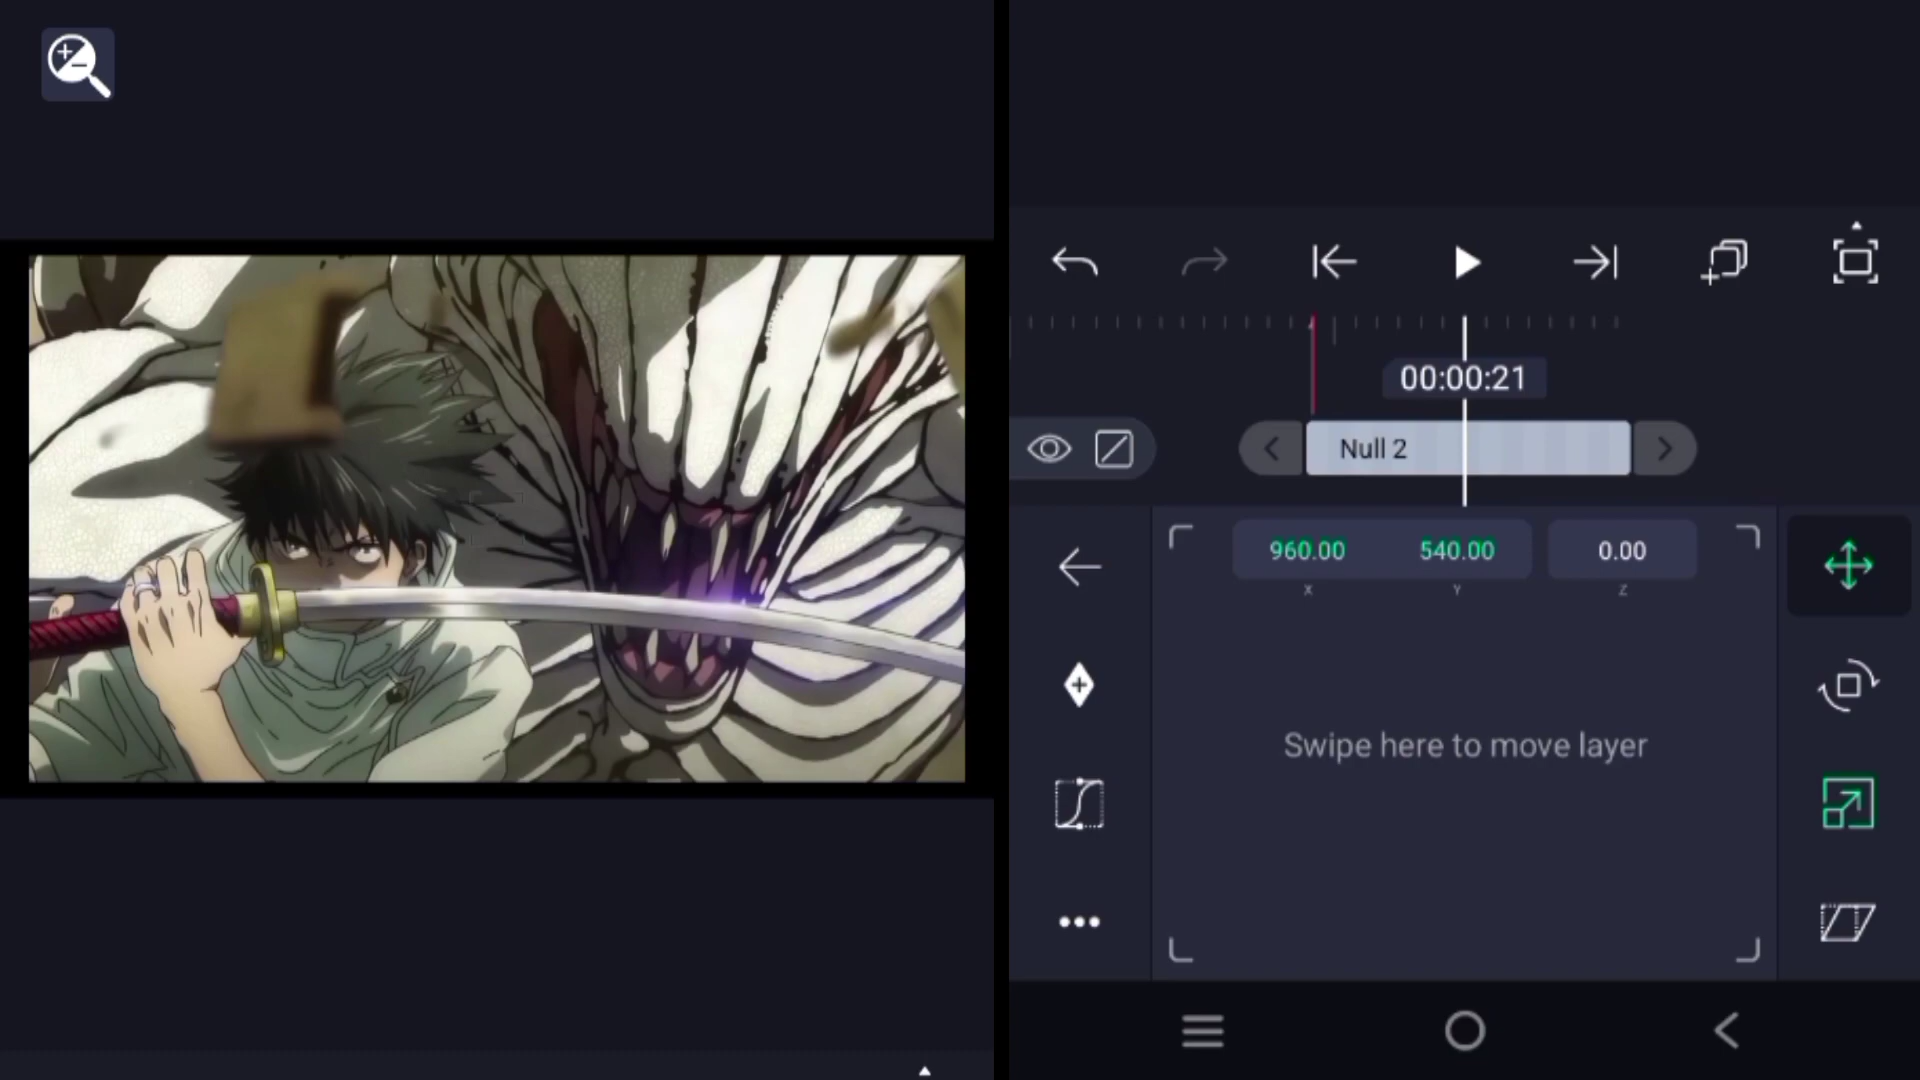 00:00:21
Null 2
960.00 540.00 0.00
X Y Z
Swipe here to move layer